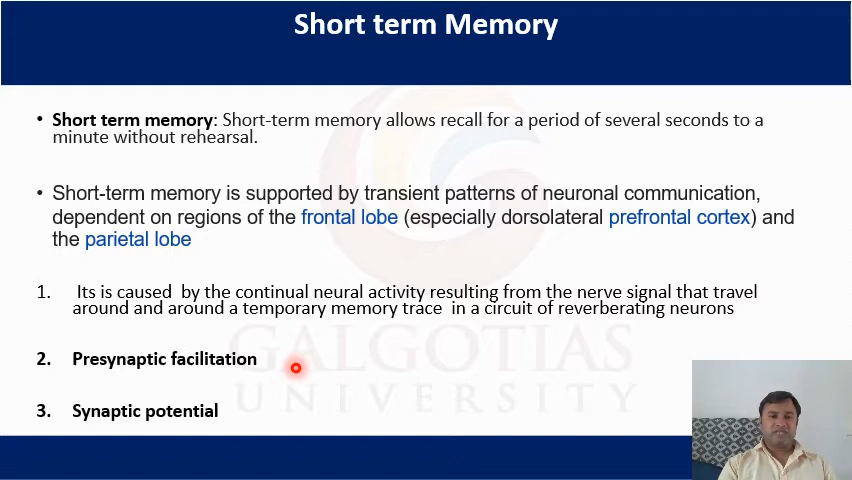 Short term Memory
• Short term memory: Short-term memory allows recall for a period of several seconds to a
minute without rehearsal.
• Short-term memory is supported by transient patterns of neuronal communication,
dependent on regions of the frontal lobe (especially dorsolateral prefrontal cortex) and
the parietal lobe
1. Its is caused by the continual neural activity resulting from the nerve signal that travel
around and around a temporary memory trace in a circuit of reverberating neurons
GALGOTIAS
2. Presynaptic facilitation
UNIVERSITY
3. Synaptic potential